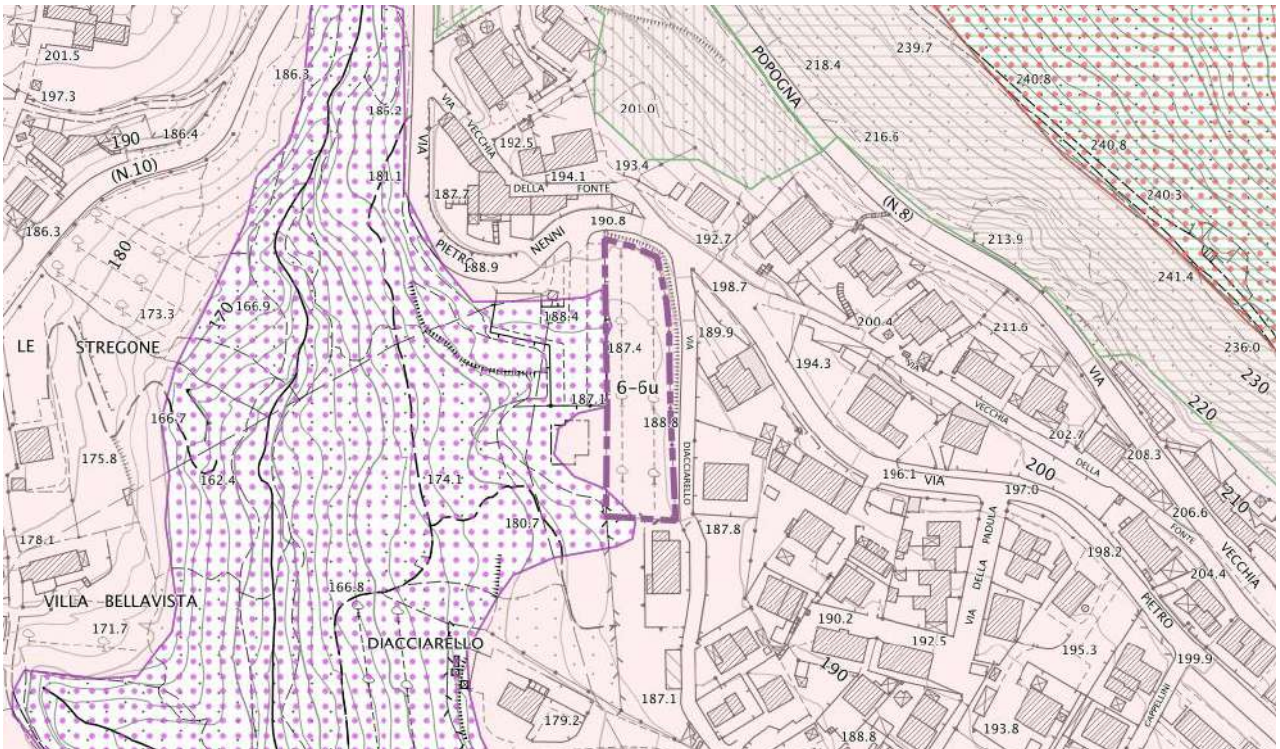 201.5
197.3
186.4
190
(N.10)
186.3
186.3
180
186.2
181.1
VIA
VIA
VECCHIA
DELLA FONTE
192.5
194.1
193.4
187.7
201.0
POPOGNA
218.4
239.7
216.6
240.8
240.8
240.3
241.4
236.0
230
220
(N.8)
213.9
190.8
192.7
PIETRO
NENNI
188.9
198.7
200.4
211.6
VIA
LE STREGONE
173.3
170
166.9
188.4
187.4
189.9
VIA
194.3
VIA
VECCHIA
DELLA
FONTE
202.7
208.3
6-6u
187.1
188.8
DIACCIARELLO
166.7
175.8
162.4
174.1
180.7
187.8
196.1
VIA
200
197.0
206.6
210
VECCHIA
178.1
VILLA BELLAVISTA
171.7
166.8
DIACCIARELLO
VIA
DELLA
PADULA
198.2
PIETRO
204.4
190.2
192.5
190
195.3
199.9
CAPPELLINI
187.1
179.2
188.8
193.8